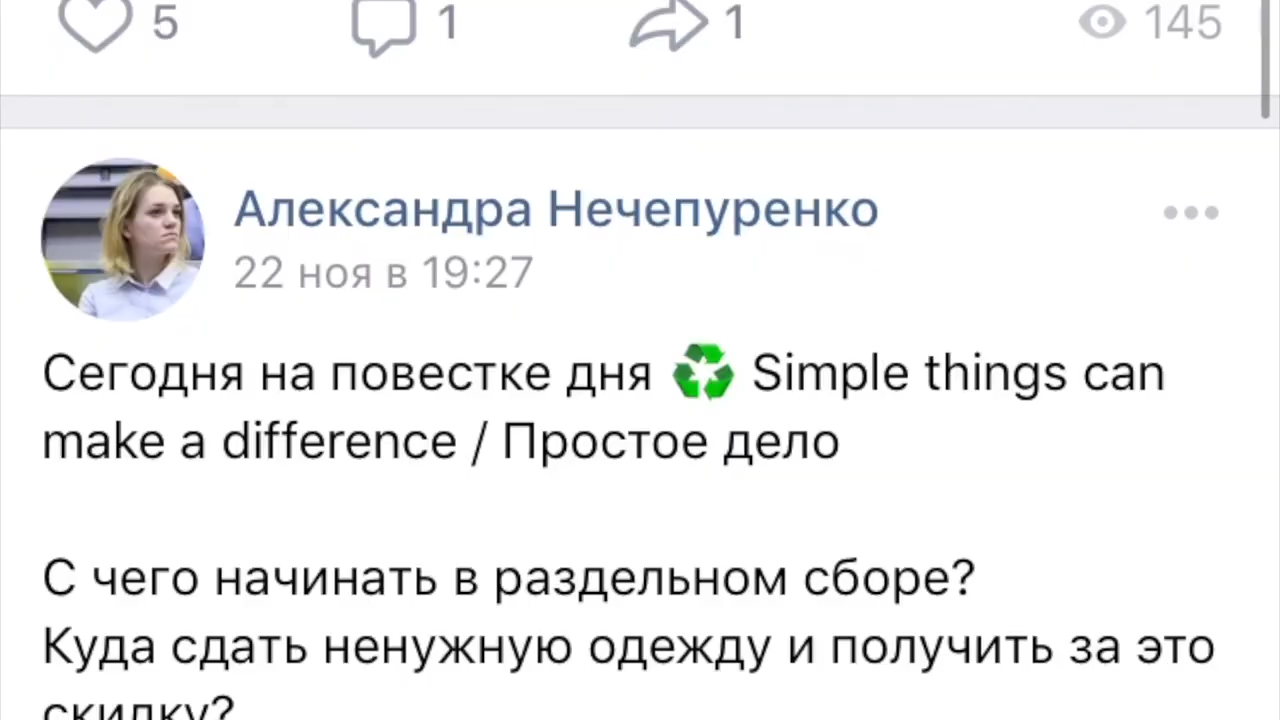 5 1 1 145
Александра Нечепуренко
22 ноя в 19:27
Сегодня на повестке дня ♻ Simple things can
make a difference / Простое дело
С чего начинать в раздельном сборе?
Куда сдать ненужную одежду и получить за это
скидку?